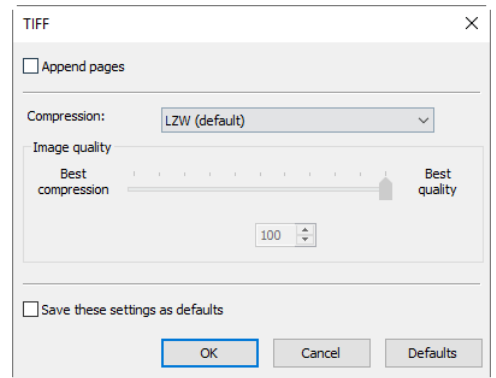 TIFF
Append pages
Compression:
LZW (default)
Image quality
Best compression
Best quality
100
Save these settings as defaults
OK
Cancel
Defaults